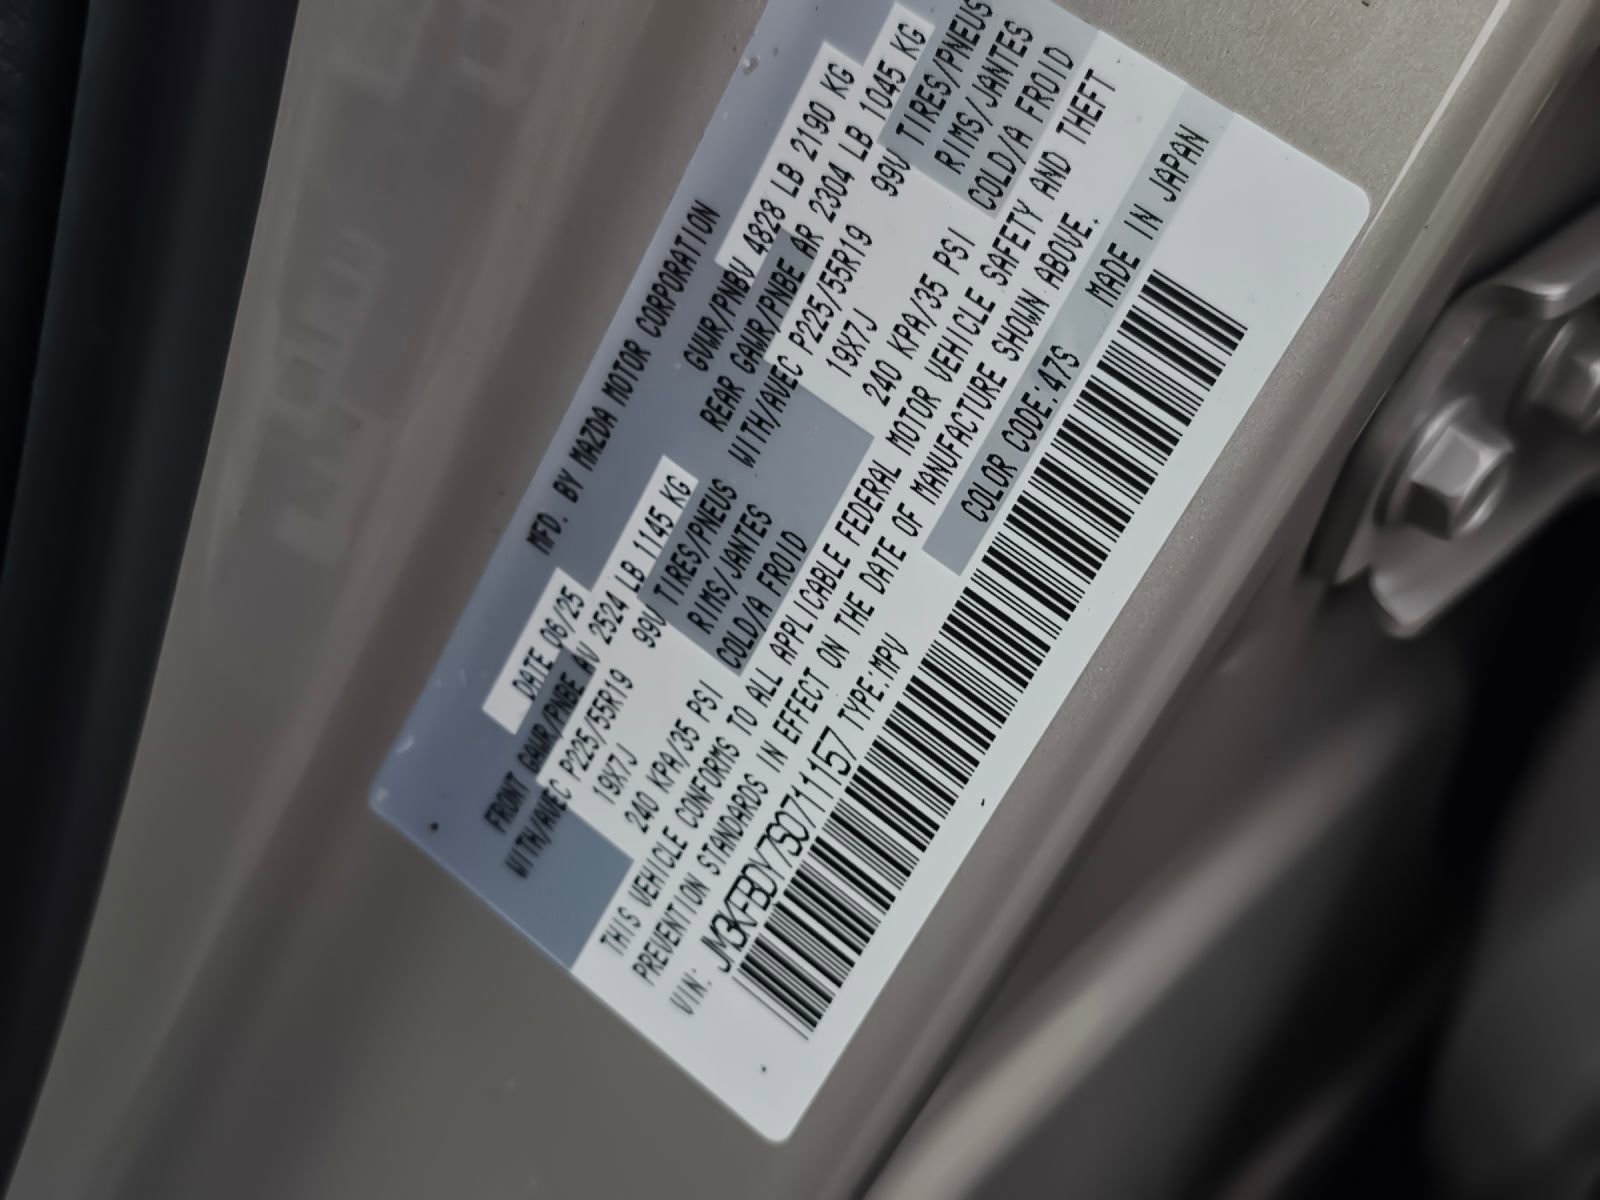 MFD. BY MAZDA MOTOR CORPORATION
DATE 06/25 GVWR/PNBV 4828 LB 2190 KG
FRONT GAWR/PNBE AV 2524 LB 1145 KG REAR GAWR/PNBE AR 2304 LB 1045 KG
WITH/AVEC P225/55R19 99V TIRES/PNEUS WITH/AVEC P225/55R19 99V TIRES/PNEUS
19X7J RIMS/JANTES 19X7J RIMS/JANTES
240 KPA/35 PSI COLD/A FROID 240 KPA/35 PSI COLD/A FROID
THIS VEHICLE CONFORMS TO ALL APPLICABLE FEDERAL MOTOR VEHICLE SAFETY AND THEFT
PREVENTION STANDARDS IN EFFECT ON THE DATE OF MANUFACTURE SHOWN ABOVE.
VIN: JM3KFBDY7S0711157 TYPE:MPV COLOR CODE:47S MADE IN JAPAN